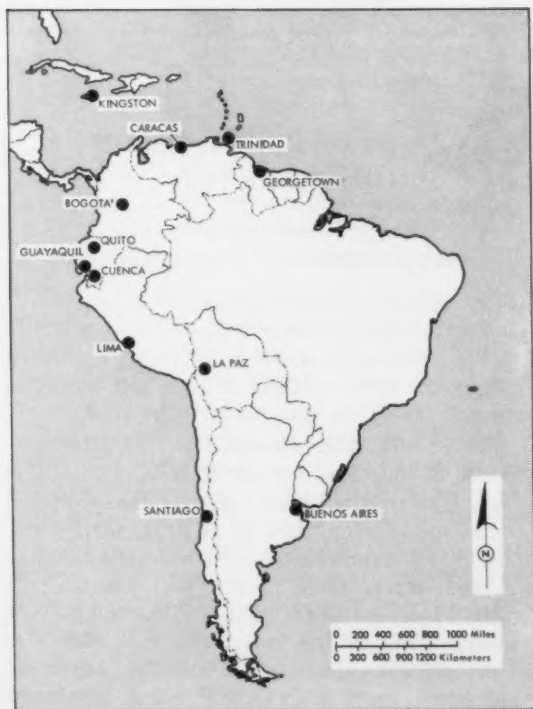 KINGSTON
CARACAS
TRINIDAD
GEORGETOWN
BOGOTA'
QUITO
GUAYAQUIL
CUENCA
LIMA
LA PAZ
SANTIAGO
BUENOS AIRES
N
0 200 400 600 800 1000 Miles
0 300 600 900 1200 Kilometers